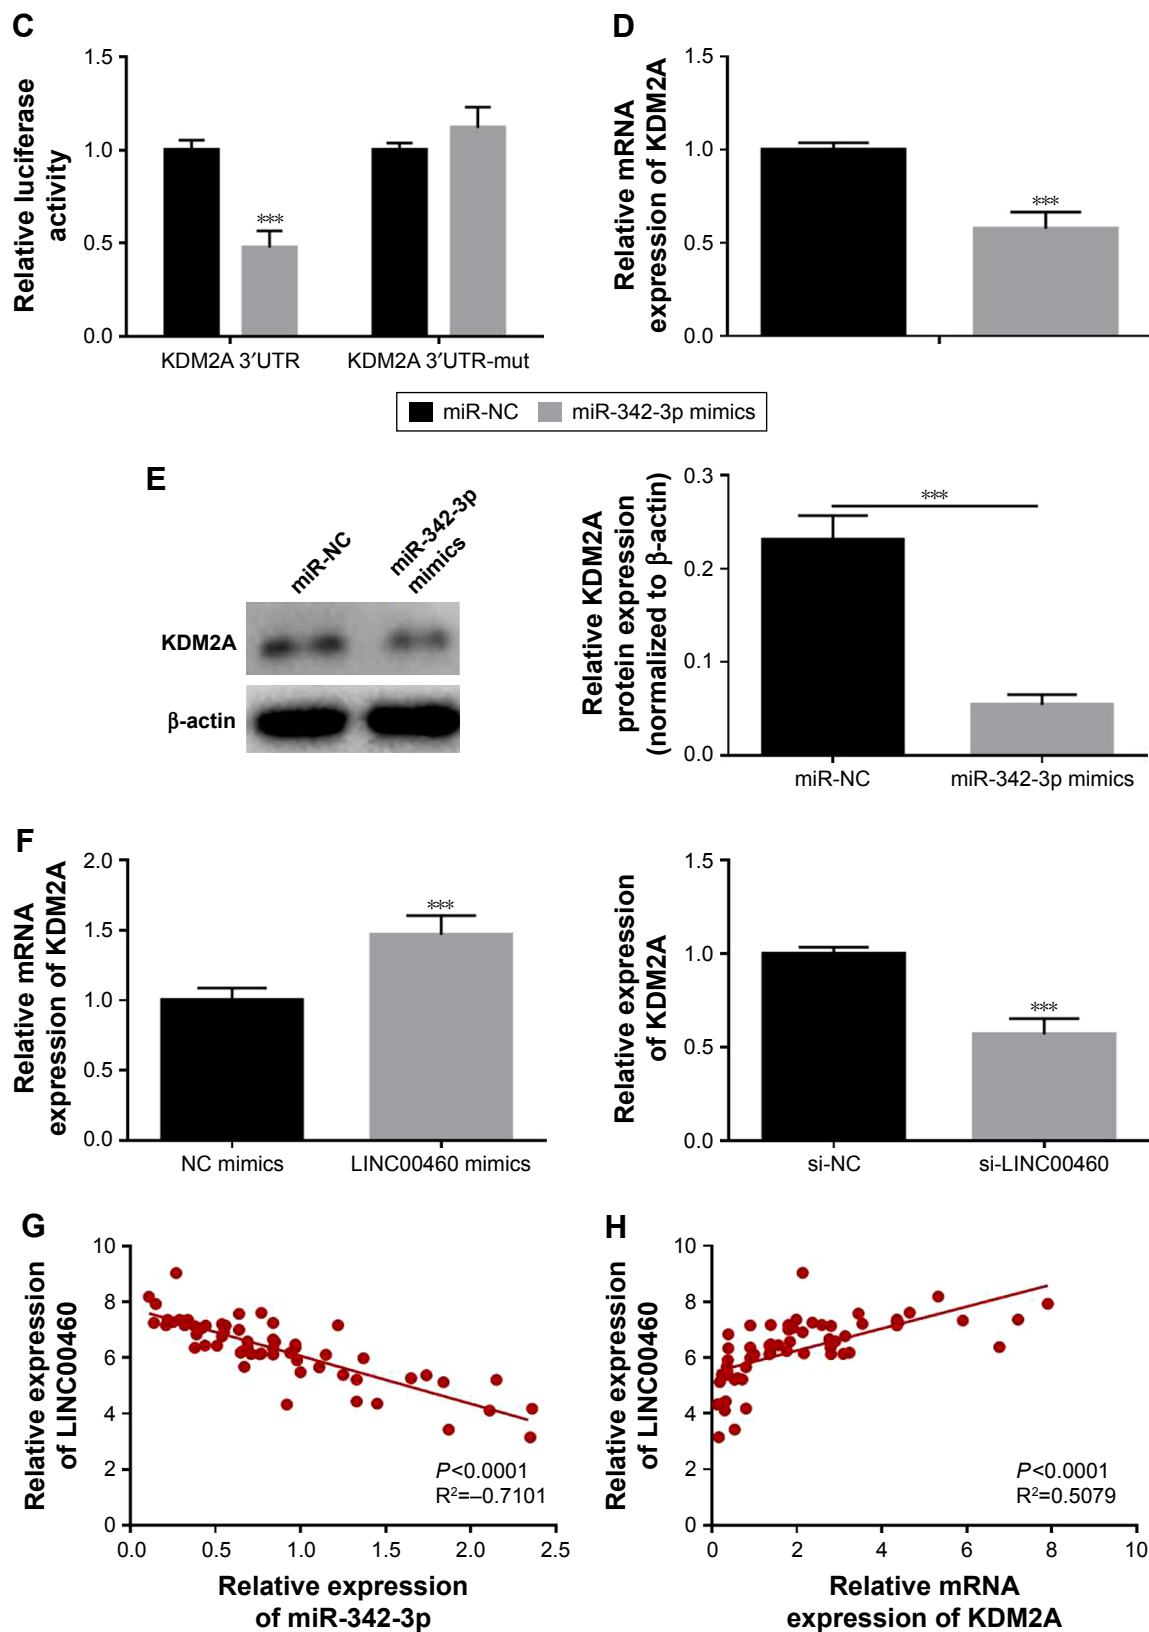 C
Relative luciferase
activity
1.5
1.0
0.5
0.0
***
KDM2A 3′UTR
KDM2A 3′UTR-mut
D
Relative mRNA
expression of KDM2A
1.5
1.0
0.5
0.0
***
miR-NC
miR-342-3p mimics
E
miR-NC
miR-342-3p
mimics
KDM2A
β-actin
Relative KDM2A
protein expression
(normalized to β-actin)
0.3
0.2
0.1
0.0
***
miR-NC
miR-342-3p mimics
F
Relative mRNA
expression of KDM2A
2.0
1.5
1.0
0.5
0.0
***
NC mimics
LINC00460 mimics
Relative expression
of KDM2A
1.5
1.0
0.5
0.0
***
si-NC
si-LINC00460
G
Relative expression
of LINC00460
10
8
6
4
2
0
P<0.0001
R²=–0.7101
0.0
0.5
1.0
1.5
2.0
2.5
Relative expression
of miR-342-3p
H
Relative expression
of LINC00460
10
8
6
4
2
0
P<0.0001
R²=0.5079
0
2
4
6
8
10
Relative mRNA
expression of KDM2A